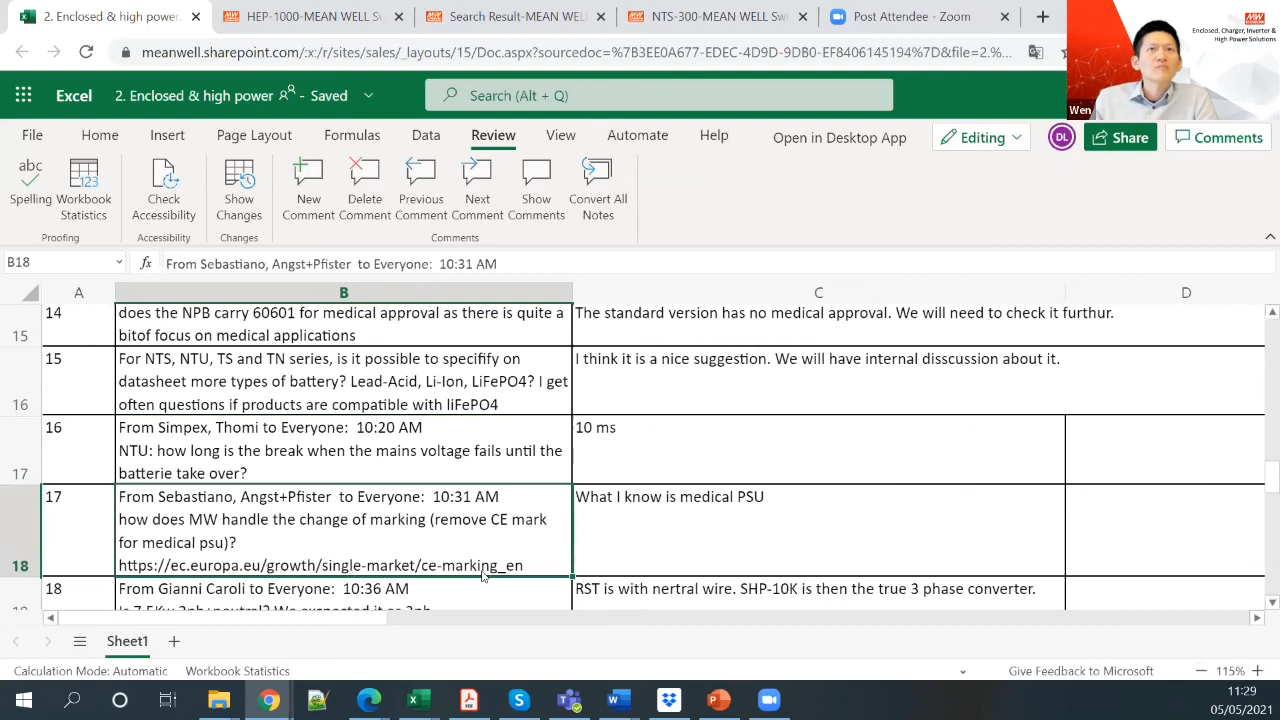 2. Enclosed & high power
HEP-1000-MEAN WELL Sw
Search Result-MEAN WELL
NTS-300-MEAN WELL Swit
Post Attendee - Zoom
meanwell.sharepoint.com/:x:/r/sites/sales/_layouts/15/Doc.aspx?sourcedoc=%7B3EE0A677-EDEC-4D9D-9D80-EF8406145194%7D&file=2.%...
MW
Enclosed, Charger, Inverter &
High Power Solutions
Wen
Excel
2. Enclosed & high power
- Saved
Search (Alt + Q)
File
Home
Insert
Page Layout
Formulas
Data
Review
View
Automate
Help
Open in Desktop App
Editing
DL
Share
Comments
abc
123
Spelling
Workbook
Statistics
Check
Accessibility
Show
Changes
New
Comment
Delete
Comment
Previous
Comment
Next
Comment
Show
Comments
Convert All
Notes
Proofing
Accessibility
Changes
Comments
B18
fx
From Sebastiano, Angst+Pfister to Everyone: 10:31 AM
A
B
C
D
15
14
does the NPB carry 60601 for medical approval as there is quite a
bitof focus on medical applications
The standard version has no medical approval. We will need to check it furthur.
16
15
For NTS, NTU, TS and TN series, is it possible to specifify on
datasheet more types of battery? Lead-Acid, Li-Ion, LiFePO4? I get
often questions if products are compatible with liFePO4
I think it is a nice suggestion. We will have internal disscussion about it.
17
16
From Simpex, Thomi to Everyone: 10:20 AM
NTU: how long is the break when the mains voltage fails until the
batterie take over?
10 ms
18
17
From Sebastiano, Angst+Pfister to Everyone: 10:31 AM
how does MW handle the change of marking (remove CE mark
for medical psu)?
https://ec.europa.eu/growth/single-market/ce-marking_en
What I know is medical PSU
18
From Gianni Caroli to Everyone: 10:36 AM
RST is with nertral wire. SHP-10K is then the true 3 phase converter.
Sheet1
Calculation Mode: Automatic
Workbook Statistics
Give Feedback to Microsoft
115%
11:29
05/05/2021